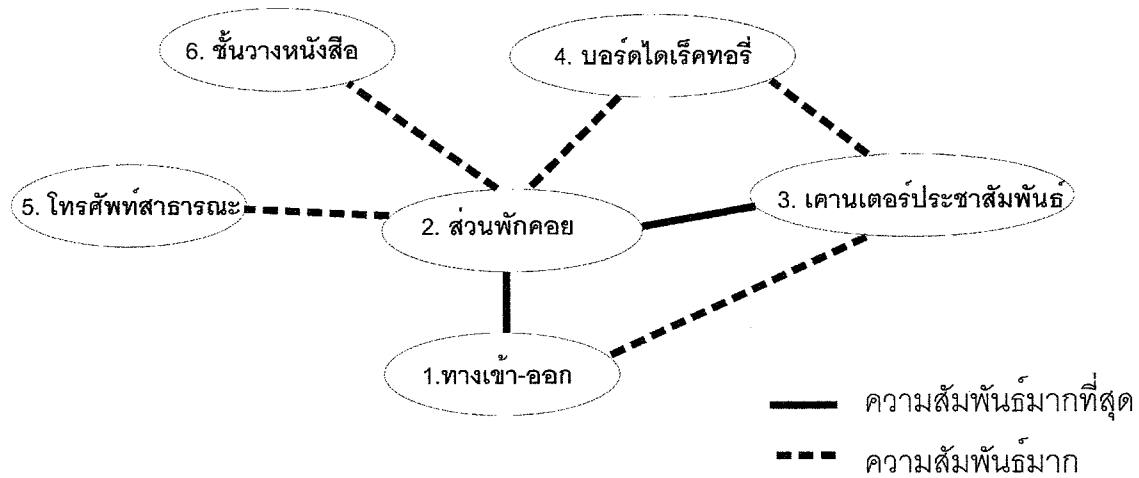 6. ชั้นวางหนังสือ
4. บอร์ดไดเร็คทอรี่
5. โทรศัพท์สาธารณะ
3. เคานเตอร์ประชาสัมพันธ์
2. ส่วนพักคอย
1.ทางเข้า-ออก
ความสัมพันธ์มากที่สุด
ความสัมพันธ์มาก